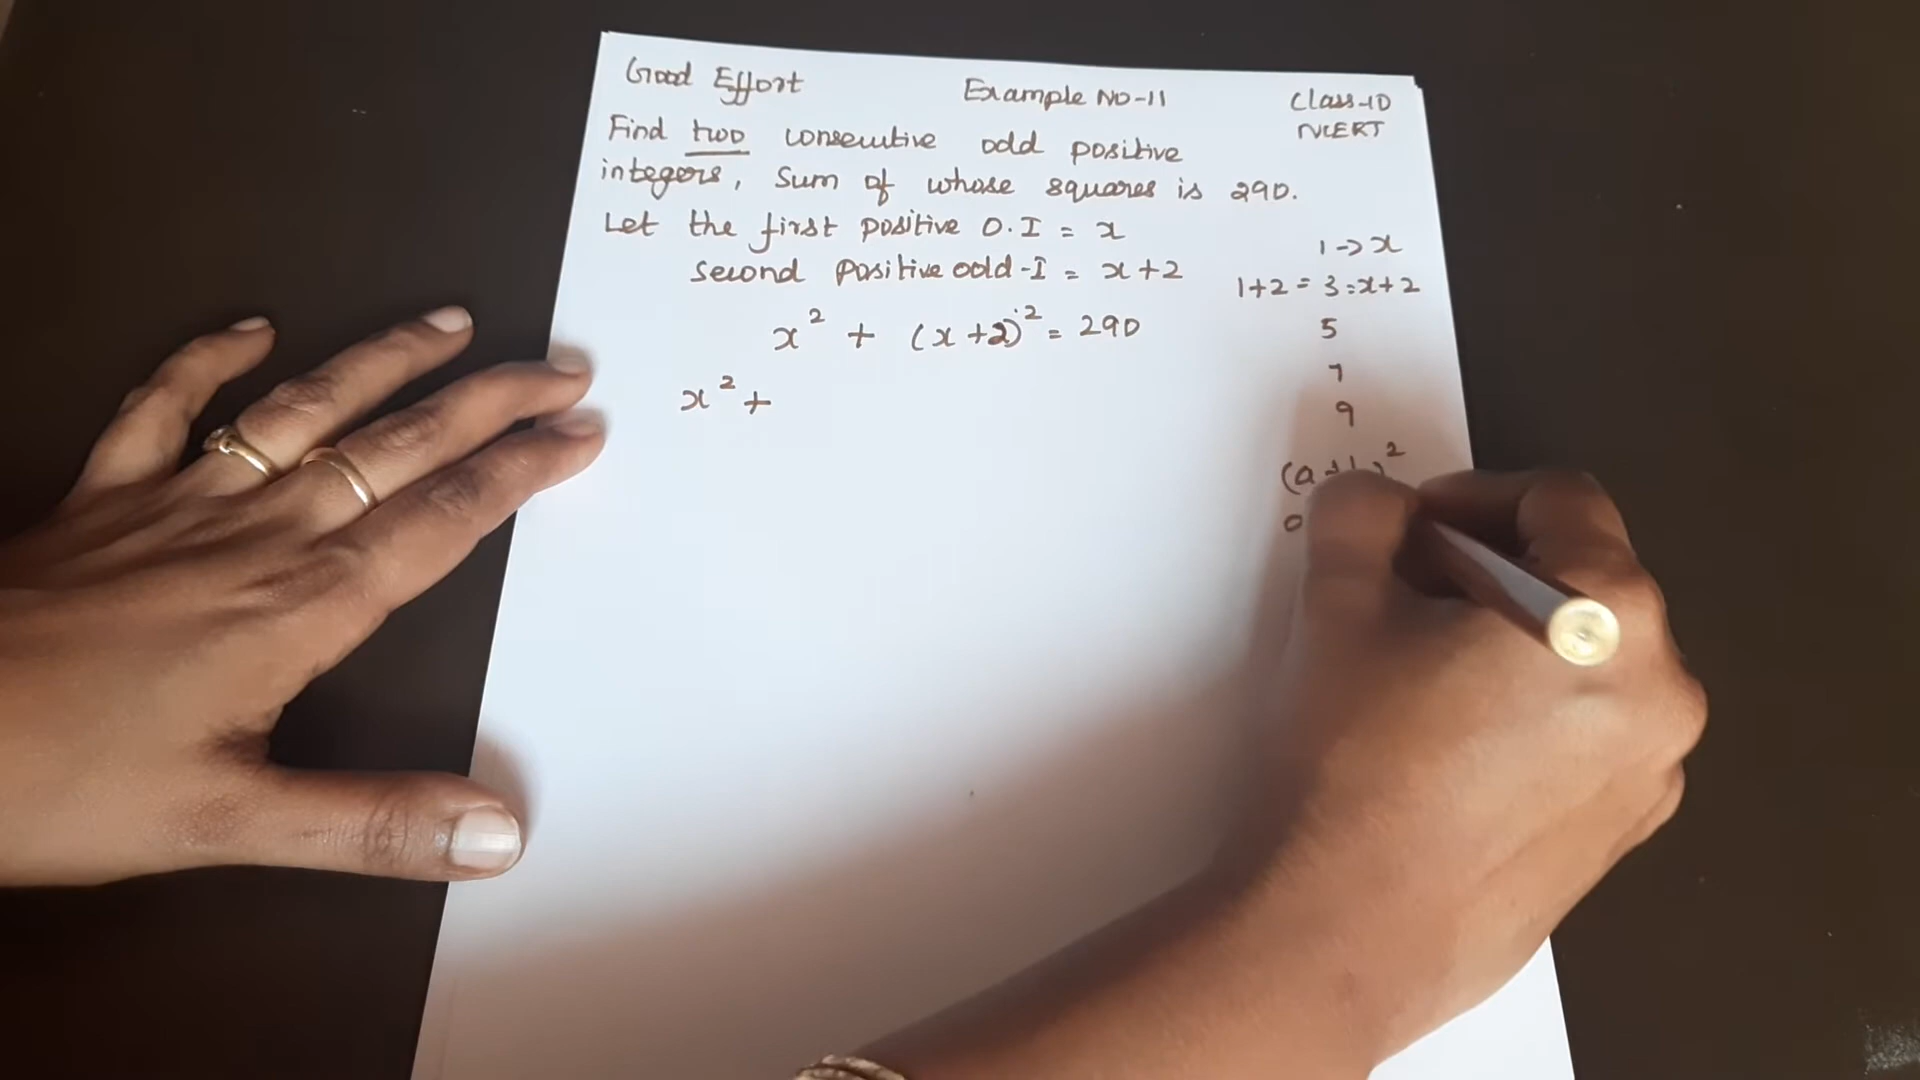 Good Effort Example NO-11 Class-10
NCERT
Find two consecutive odd positive
integers, Sum of whose squares is 290.
Let the first positive O.I = x
second Positive odd-I = x+2
x² + (x+2)² = 290
x² +
1 -> x
1+2 = 3 = x+2
5
7
9
(a+b)²